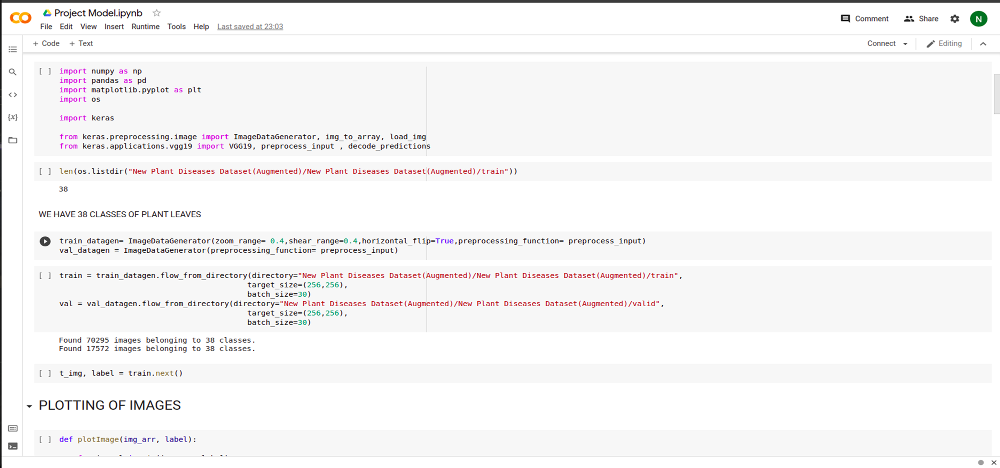 Project Model.ipynb
File Edit View Insert Runtime Tools Help Last saved at 23:03
Comment Share N
+ Code + Text
Connect Editing
[ ] import numpy as np
import pandas as pd
import matplotlib.pyplot as plt
import os
import keras
from keras.preprocessing.image import ImageDataGenerator, img_to_array, load_img
from keras.applications.vgg19 import VGG19, preprocess_input , decode_predictions
[ ] len(os.listdir("New Plant Diseases Dataset(Augmented)/New Plant Diseases Dataset(Augmented)/train"))
38
WE HAVE 38 CLASSES OF PLANT LEAVES
train_datagen= ImageDataGenerator(zoom_range= 0.4,shear_range=0.4,horizontal_flip=True,preprocessing_function= preprocess_input)
val_datagen = ImageDataGenerator(preprocessing_function= preprocess_input)
[ ] train = train_datagen.flow_from_directory(directory="New Plant Diseases Dataset(Augmented)/New Plant Diseases Dataset(Augmented)/train",
target_size=(256,256),
batch_size=30)
val = val_datagen.flow_from_directory(directory="New Plant Diseases Dataset(Augmented)/New Plant Diseases Dataset(Augmented)/valid",
target_size=(256,256),
batch_size=30)
Found 70295 images belonging to 38 classes.
Found 17572 images belonging to 38 classes.
[ ] t_img, label = train.next()
PLOTTING OF IMAGES
[ ] def plotImage(img_arr, label):